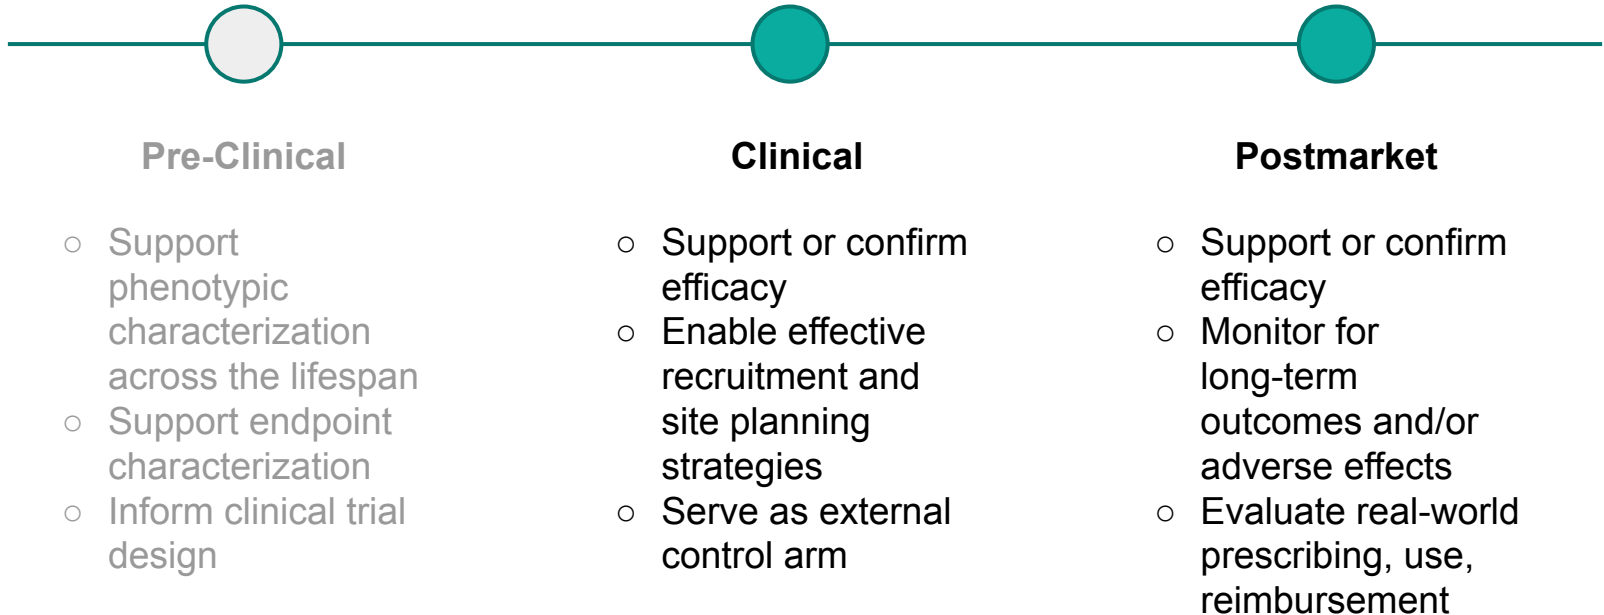 Pre-Clinical
○ Support
phenotypic
characterization
across the lifespan
○ Support endpoint
characterization
○ Inform clinical trial
design
Clinical
○ Support or confirm
efficacy
○ Enable effective
recruitment and
site planning
strategies
○ Serve as external
control arm
Postmarket
○ Support or confirm
efficacy
○ Monitor for
long-term
outcomes and/or
adverse effects
○ Evaluate real-world
prescribing, use,
reimbursement